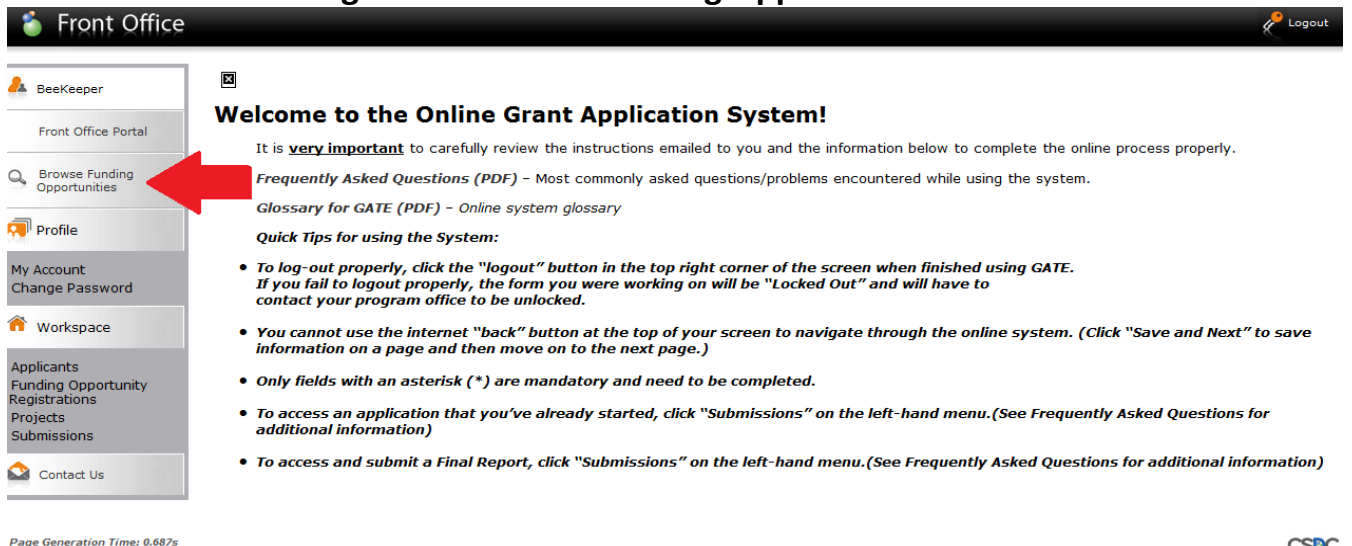 Front Office
Logout
BeeKeeper
Front Office Portal
Browse Funding
Opportunities
Profile
My Account
Change Password
Workspace
Applicants
Funding Opportunity
Registrations
Projects
Submissions
Contact Us
Welcome to the Online Grant Application System!
It is very important to carefully review the instructions emailed to you and the information below to complete the online process properly.
Frequently Asked Questions (PDF) – Most commonly asked questions/problems encountered while using the system.
Glossary for GATE (PDF) – Online system glossary
Quick Tips for using the System:
• To log-out properly, click the “logout” button in the top right corner of the screen when finished using GATE.
If you fail to logout properly, the form you were working on will be “Locked Out” and will have to
contact your program office to be unlocked.
• You cannot use the internet “back” button at the top of your screen to navigate through the online system. (Click “Save and Next” to save
information on a page and then move on to the next page.)
• Only fields with an asterisk (*) are mandatory and need to be completed.
• To access an application that you’ve already started, click “Submissions” on the left-hand menu.(See Frequently Asked Questions for
additional information)
• To access and submit a Final Report, click “Submissions” on the left-hand menu.(See Frequently Asked Questions for additional information)
Page Generation Time: 0.687s
CSDC